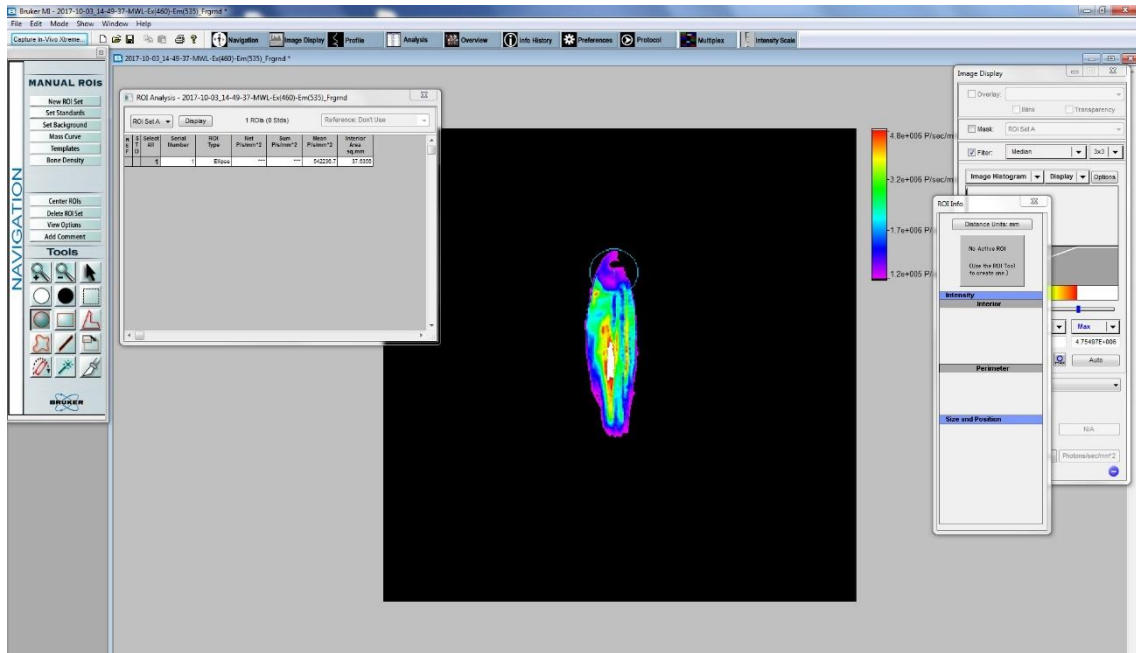 Bruker MI - 2017-10-03_14-49-37-MWL-Ex(460)-Em(535)_Frgrnd *
File Edit Mode Show Window Help
Capture In-Vivo Xtreme... Navigation Image Display Profile Analysis Overview Info History Preferences Protocol Multiplex Intensity Scale
2017-10-03_14-49-37-MWL-Ex(460)-Em(535)_Frgrnd *
NAVIGATION
MANUAL ROIs
New ROI Set
Set Standards
Set Background
Mass Curve
Templates
Bone Density
Center ROIs
Delete ROI Set
View Options
Add Comment
Tools
BRUKER
ROI Analysis - 2017-10-03_14-49-37-MWL-Ex(460)-Em(535)_Frgrnd
ROI Set A Display 1 ROIs (0 Stds) Reference: Don't Use
REF STD Select All Serial Number ROI Type Net P/s/mm^2 Sum P/s/mm^2 Mean P/s/mm^2 Interior Area sq.mm
1 1 Ellipse *** ***
4.8e+006 P/sec/m
3.2e+006 P/sec/m
1.7e+006 P/
1.2e+005 P/
Image Display
Overlay:
Bins Transparency
Mask: ROI Set A
Filter: Median 3x3
Image Histogram Display Options
Max
4.75497E+006
Auto
N/A
Photons/sec/mm^2
ROI Info
Distance Units: mm
No Active ROI
(Use the ROI Tool
to create one.)
Intensity
Interior
Perimeter
Size and Position